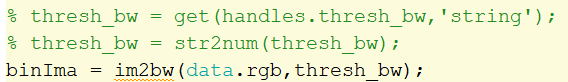 % thresh_bw = get(handles.thresh_bw,'string');
% thresh_bw = str2num(thresh_bw);
binIma = im2bw(data.rgb,thresh_bw);